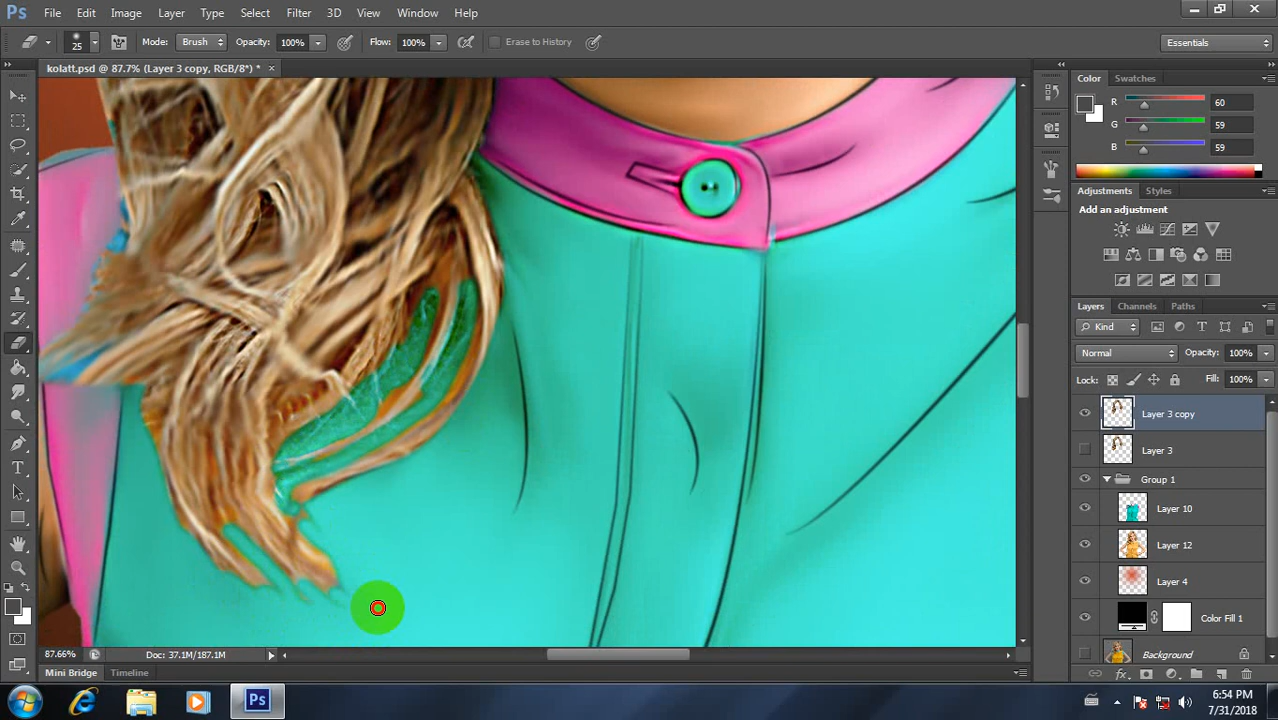 Ps File Edit Image Layer Type Select Filter 3D View Window Help
25 Mode: Brush Opacity: 100% Flow: 100% Erase to History Essentials
kolatt.psd @ 87.7% (Layer 3 copy, RGB/8*) *
Color Swatches
R 60
G 59
B 59
Adjustments Styles
Add an adjustment
Layers Channels Paths
Kind
Normal Opacity: 100%
Lock: Fill: 100%
Layer 3 copy
Layer 3
Group 1
Layer 10
Layer 12
Layer 4
Color Fill 1
Background
87.66% Doc: 37.1M/187.1M
Mini Bridge Timeline
Ps
6:54 PM
7/31/2018